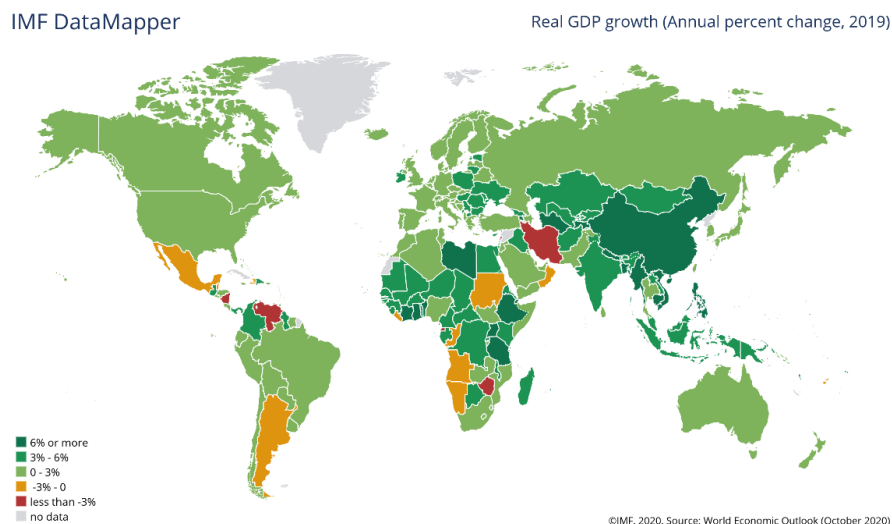 IMF DataMapper
Real GDP growth (Annual percent change, 2019)
6% or more
3% - 6%
0 - 3%
-3% - 0
less than -3%
no data
©IMF, 2020, Source: World Economic Outlook (October 2020)